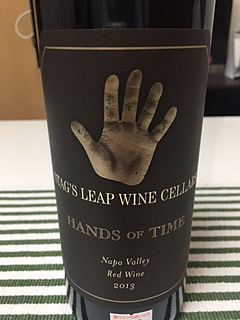 STAG'S LEAP WINE CELLARS
HANDS OF TIME
Napa Valley
Red Wine
2013